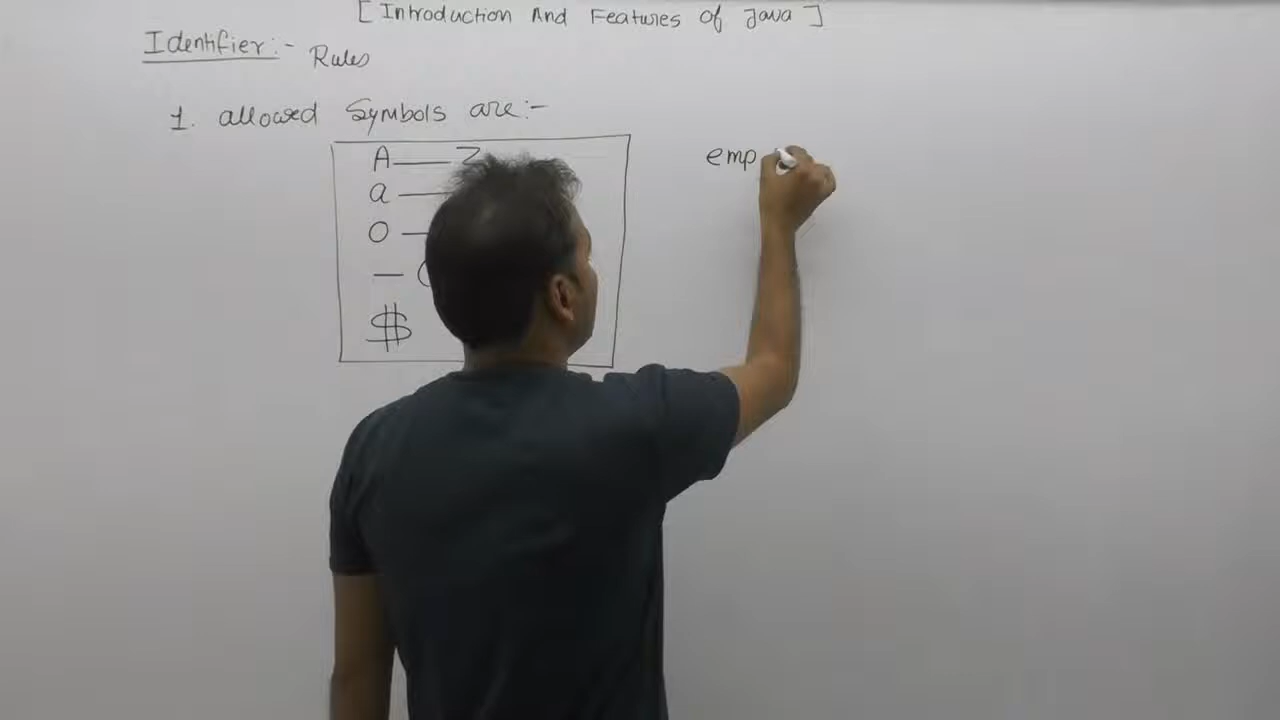 [ Introduction And Features of Java ]
Identifier:- Rules
1. allowed Symbols are:-
A — Z
a —
0 —
— (
$
emp